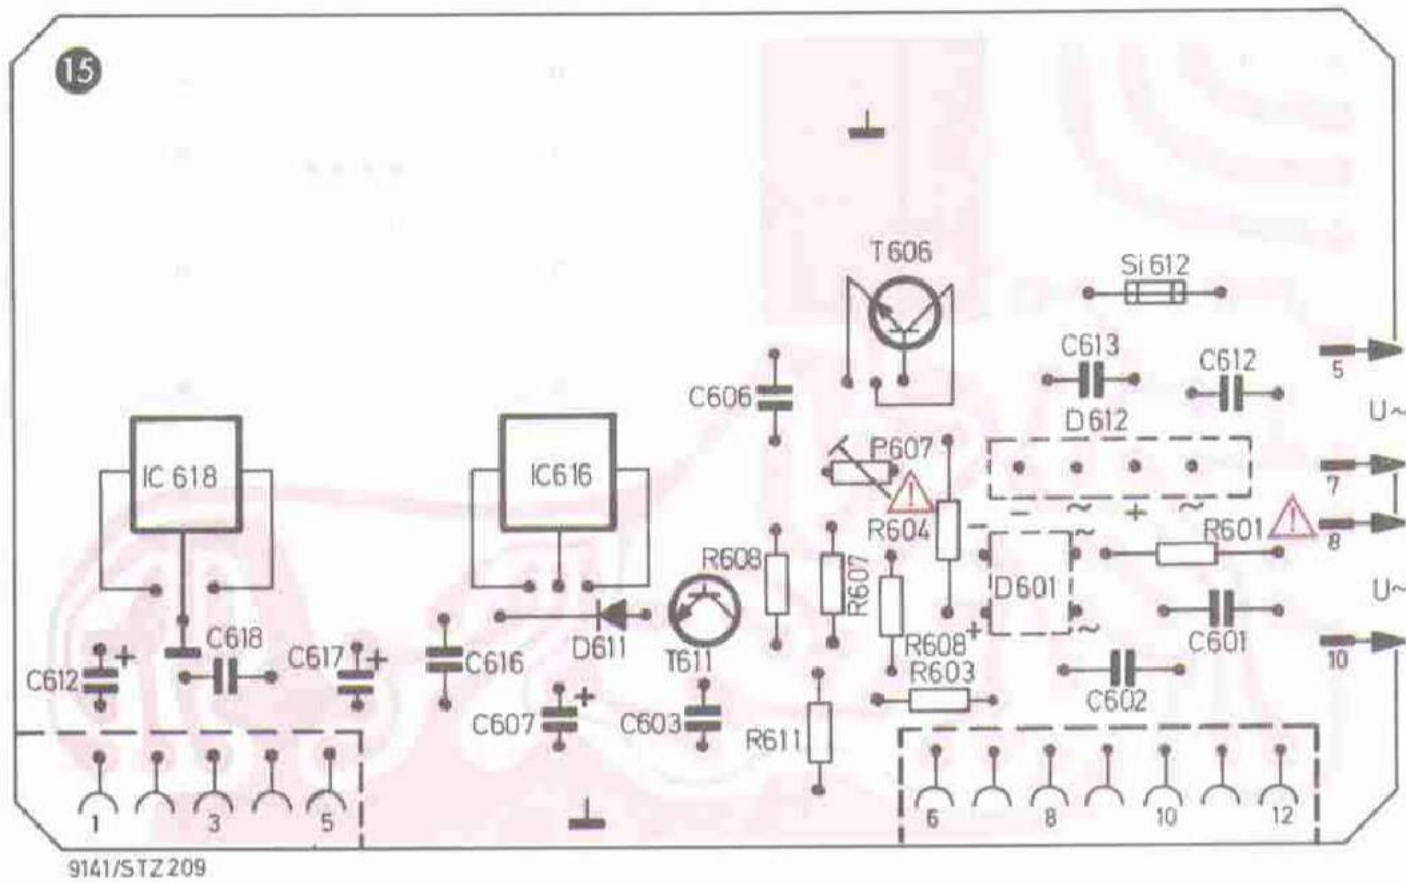 15
T606
Si 612
C613
C612
5
C606
U~
D612
P607
7
IC 618
IC616
R604
- ~ + ~
R601
8
R608
R607
- ~
D601
U~
D611
T611
+ ~
C601
C618
C617
C616
R608
10
C612
+
+
R603
C602
C607
+
C603
R611
1
3
5
6
8
10
12
9141/STZ 209